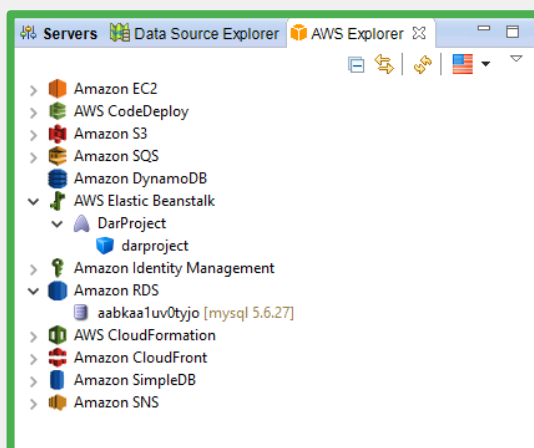 Servers Data Source Explorer AWS Explorer
Amazon EC2
AWS CodeDeploy
Amazon S3
Amazon SQS
Amazon DynamoDB
AWS Elastic Beanstalk
DarProject
darproject
Amazon Identity Management
Amazon RDS
aabkaa1uv0tyjo [mysql 5.6.27]
AWS CloudFormation
Amazon CloudFront
Amazon SimpleDB
Amazon SNS